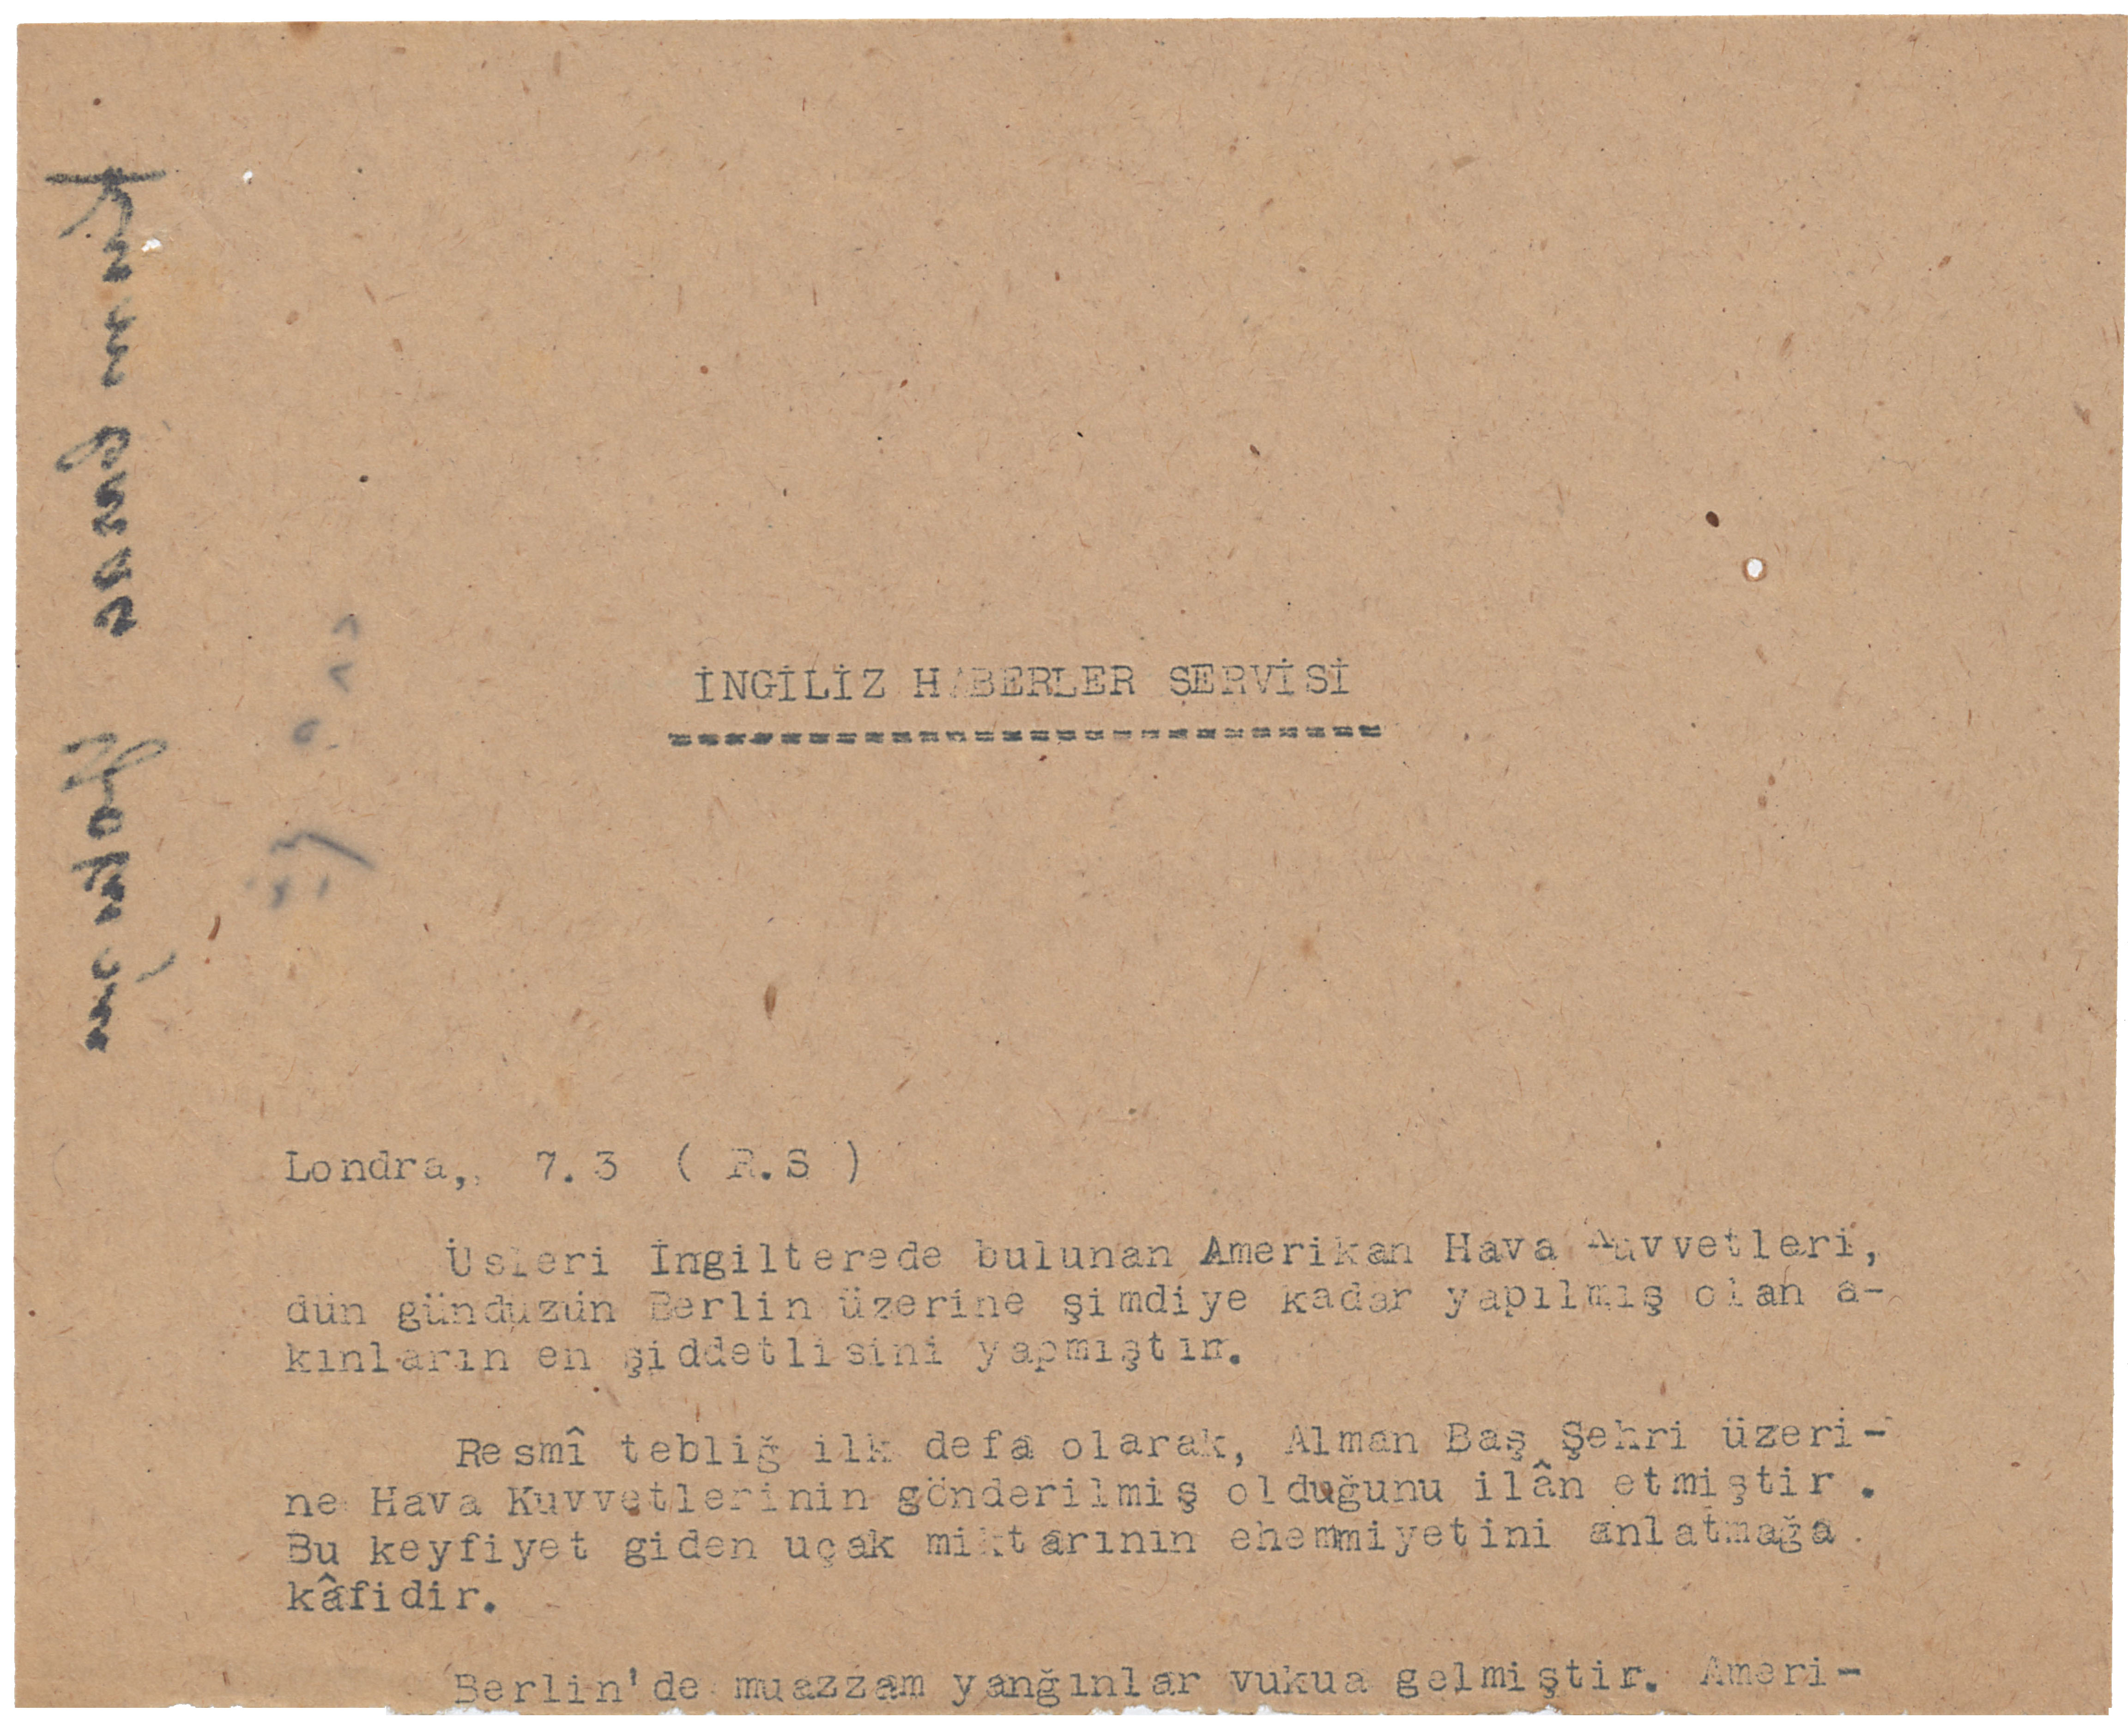 İNGİLİZ HABERLER SERVİSİ
Londra, 7.3 ( R.S )
Üsleri İngilterede bulunan Amerikan Hava Kuvvetleri,
dün gündüzün Berlin üzerine şimdiye kadar yapılmış olan a-
kınların en şiddetlisini yapmıştır.
Resmî tebliğ ilk defa olarak, Alman Baş Şehri üzeri-
ne Hava Kuvvetlerinin gönderilmiş olduğunu ilân etmiştir.
Bu keyfiyet giden uçak miktarının ehemmiyetini anlatmağa
kâfidir.
Berlin'de muazzam yanğınlar vukua gelmiştir. Ameri-